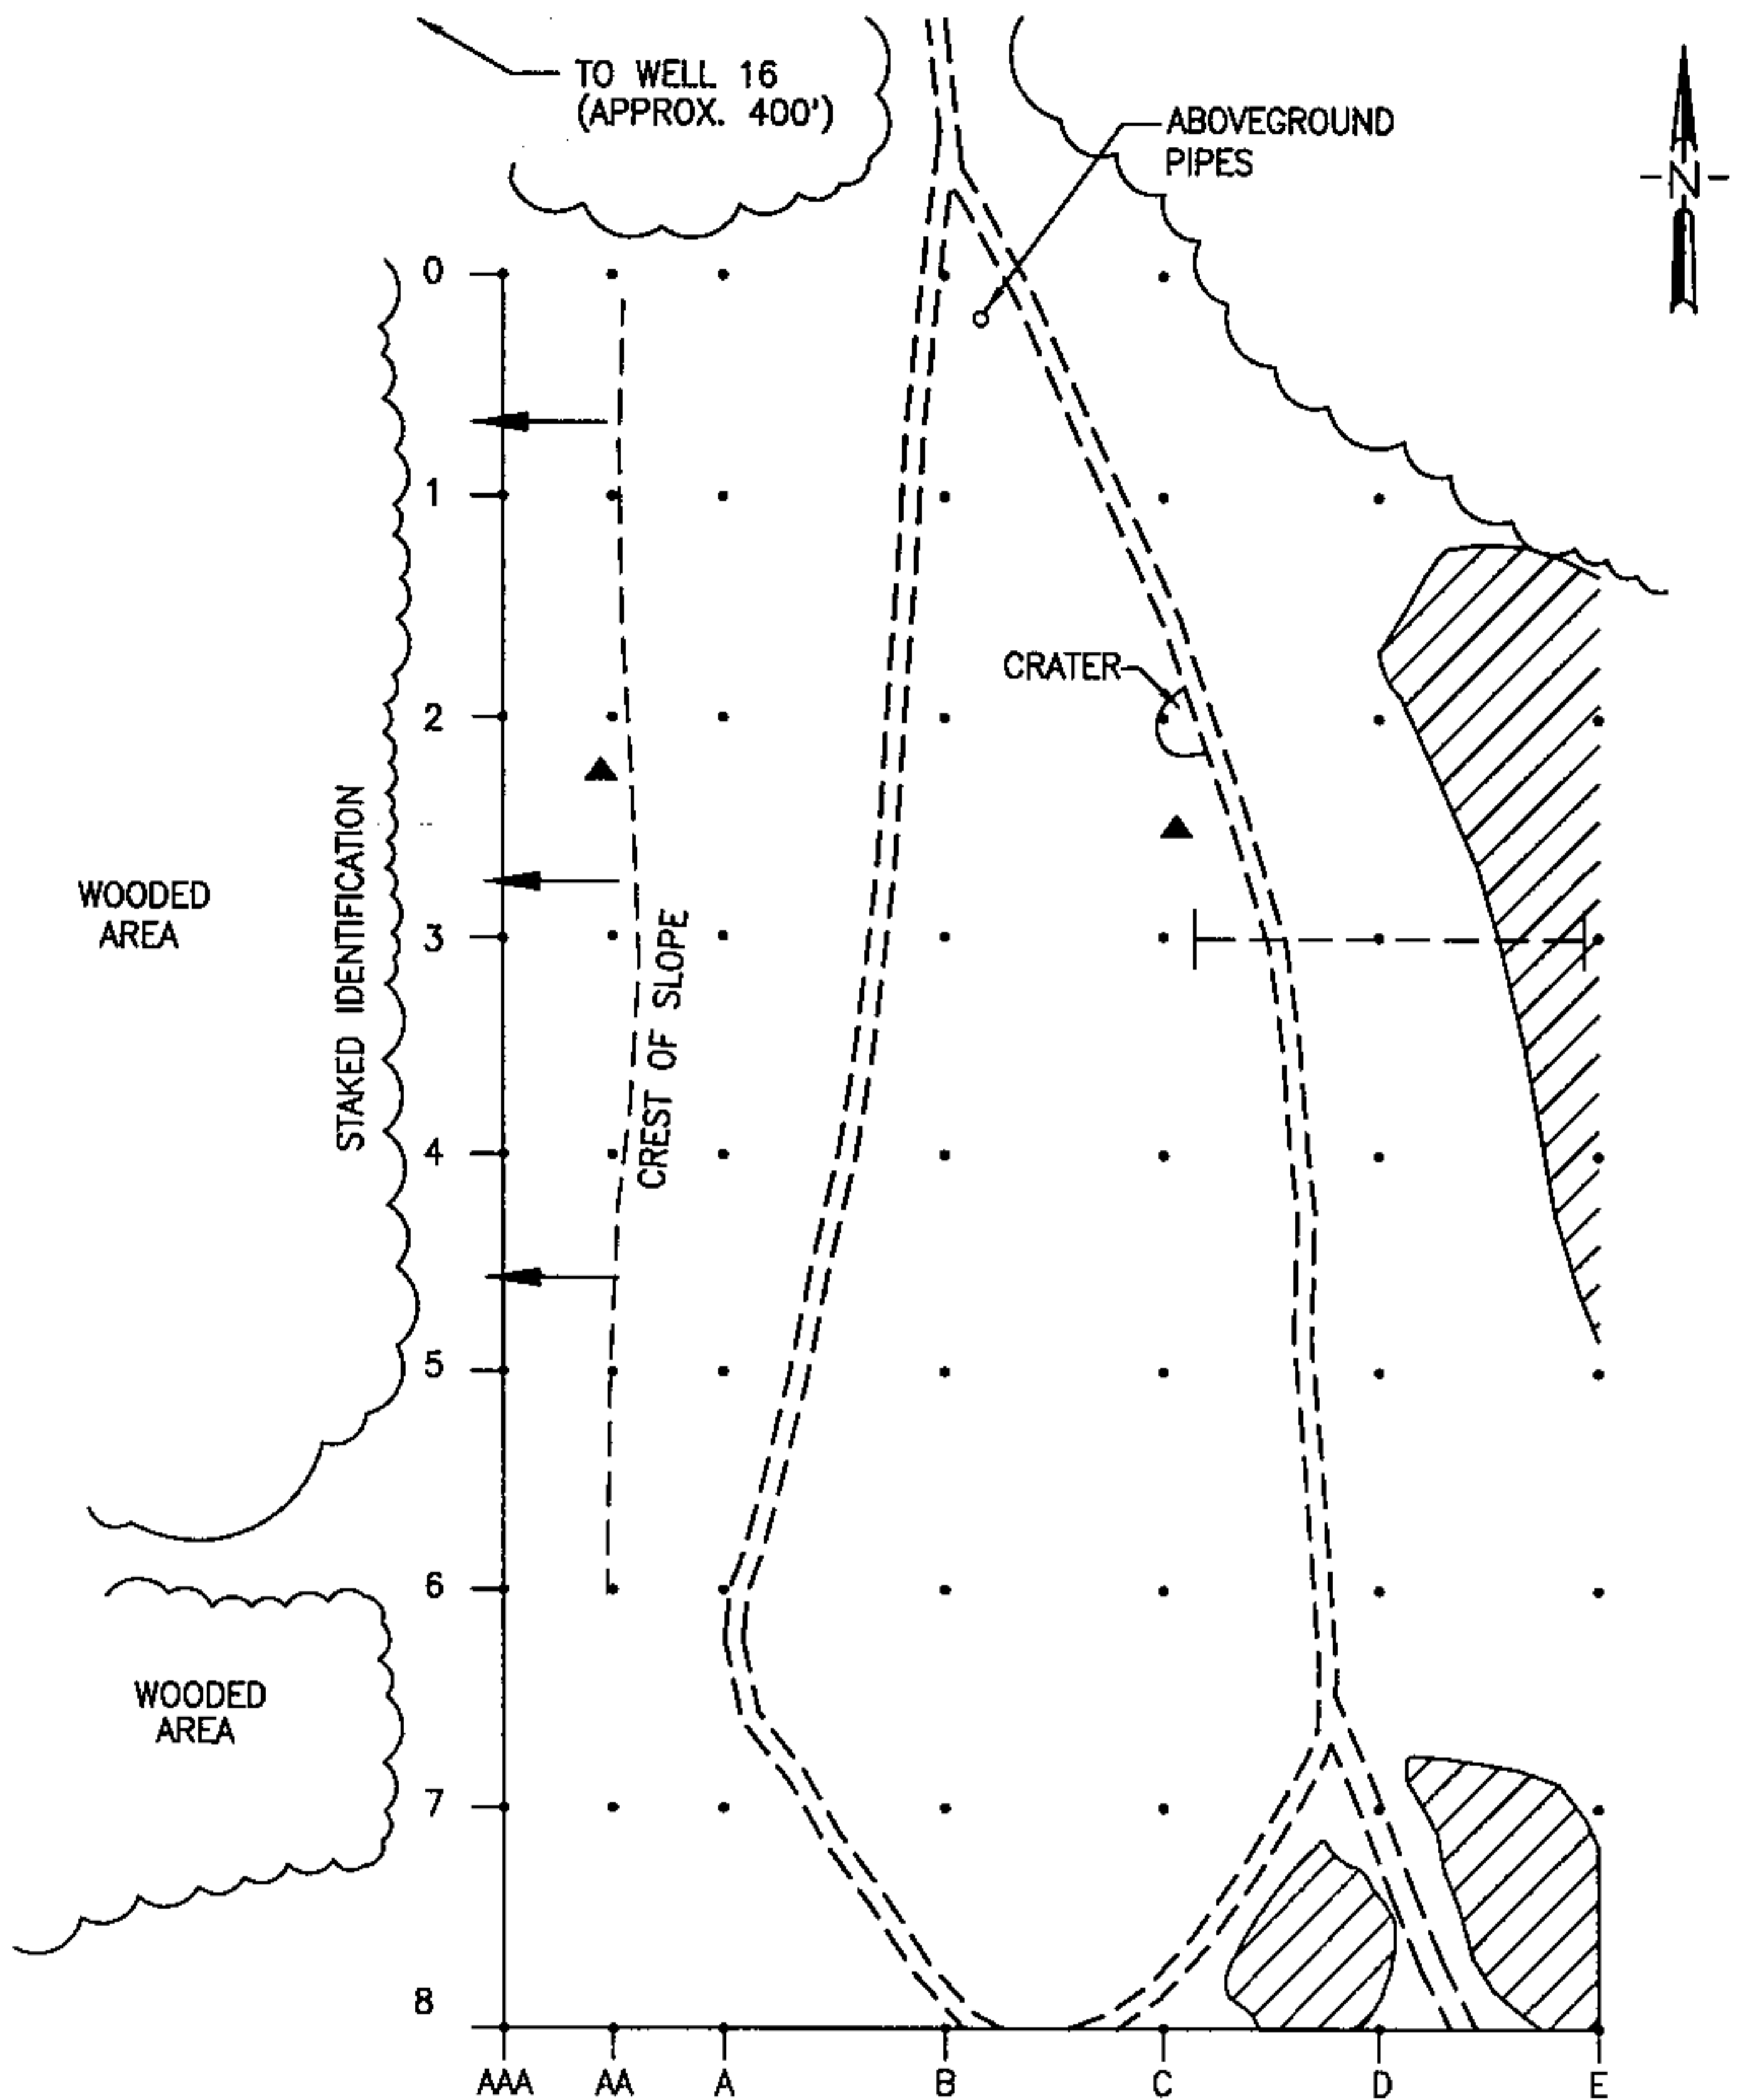 TO WELL 16
(APPROX. 400')
ABOVEGROUND
PIPES
N
0
1
CRATER
2
STAKED IDENTIFICATION
WOODED
AREA
3
CREST OF SLOPE
4
5
6
WOODED
AREA
7
8
AAA AA A B C D E